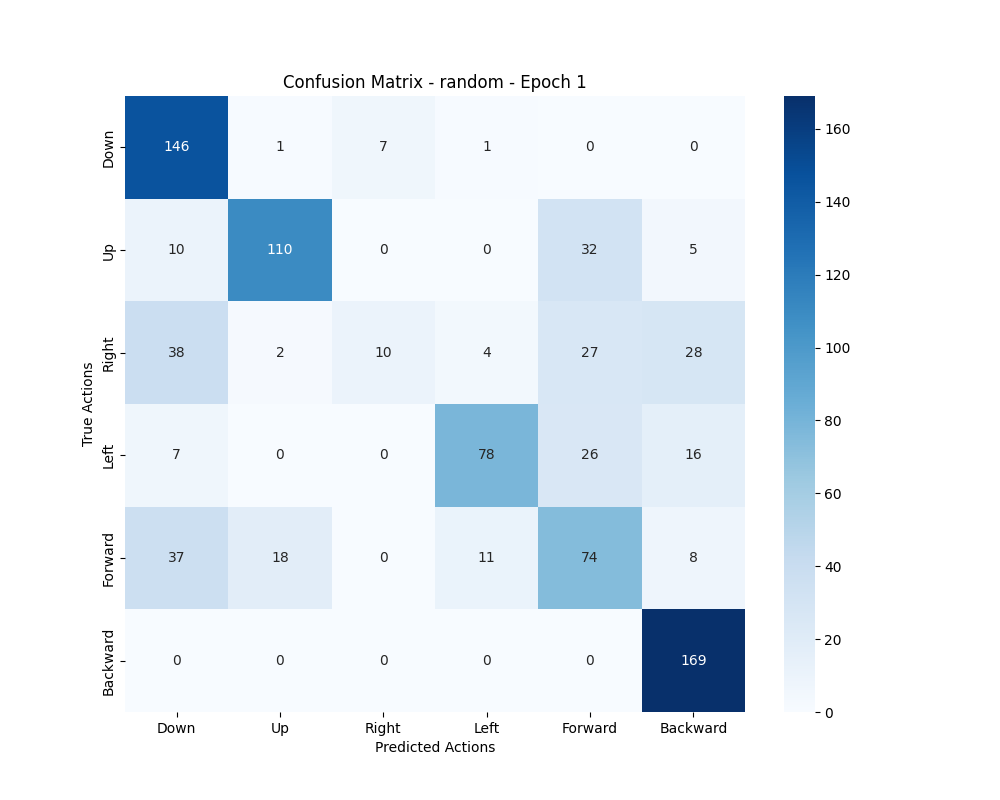 Confusion Matrix - random - Epoch 1
True Actions
Down 146 1 7 1 0 0
Up 10 110 0 0 32 5
Right 38 2 10 4 27 28
Left 7 0 0 78 26 16
Forward 37 18 0 11 74 8
Backward 0 0 0 0 0 169
Down Up Right Left Forward Backward
Predicted Actions
160
140
120
100
80
60
40
20
0